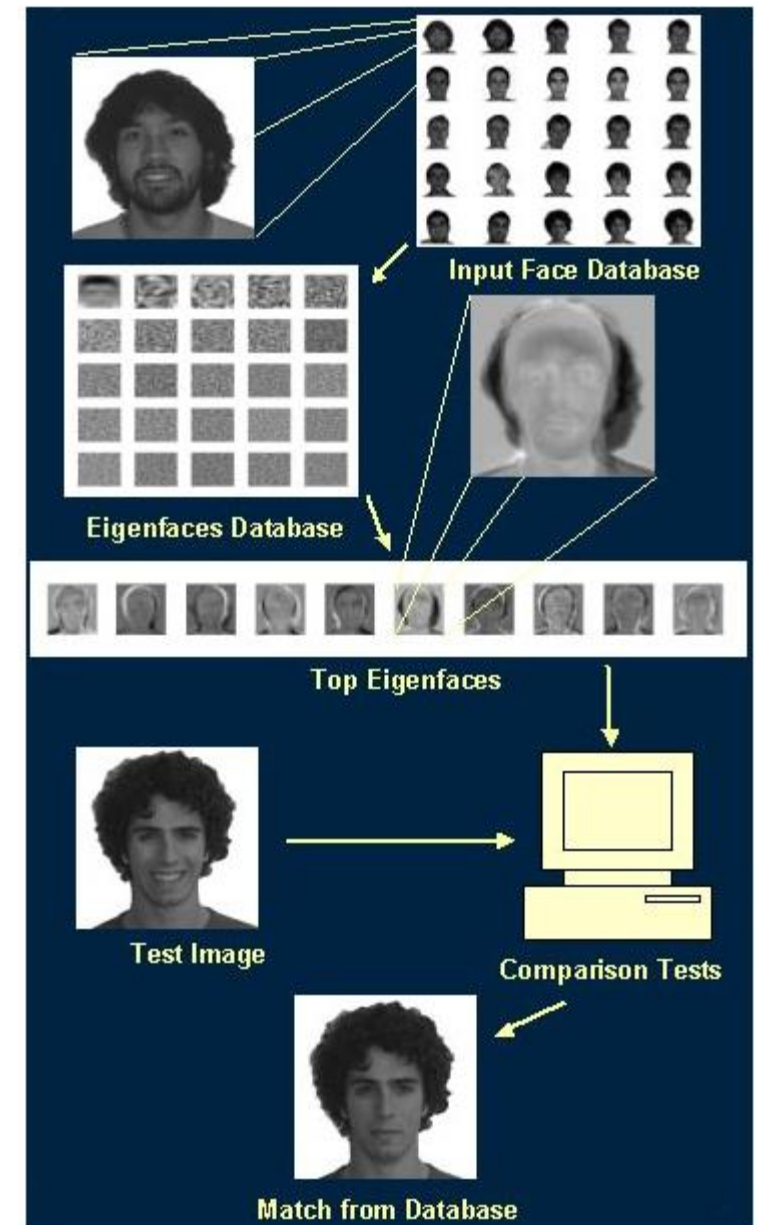 Input Face Database
Eigenfaces Database
Top Eigenfaces
Test Image
Comparison Tests
Match from Database